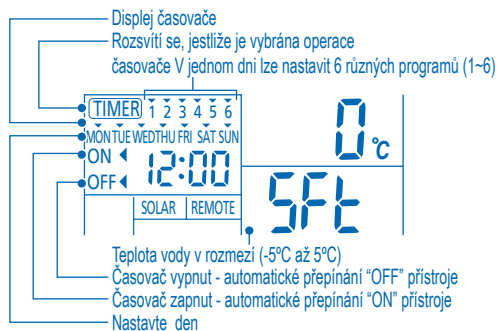 Displej časovače
Rozsvítí se, jestliže je vybrána operace
časovače V jednom dni lze nastavit 6 různých programů (1~6)
TIMER 1 2 3 4 5 6
MON TUE WED THU FRI SAT SUN
ON
OFF
12:00
0 °C
SFt
SOLAR REMOTE
Teplota vody v rozmezí (-5ºC až 5ºC)
Časovač vypnut - automatické přepínání “OFF” přístroje
Časovač zapnut - automatické přepínání “ON” přístroje
Nastavte den